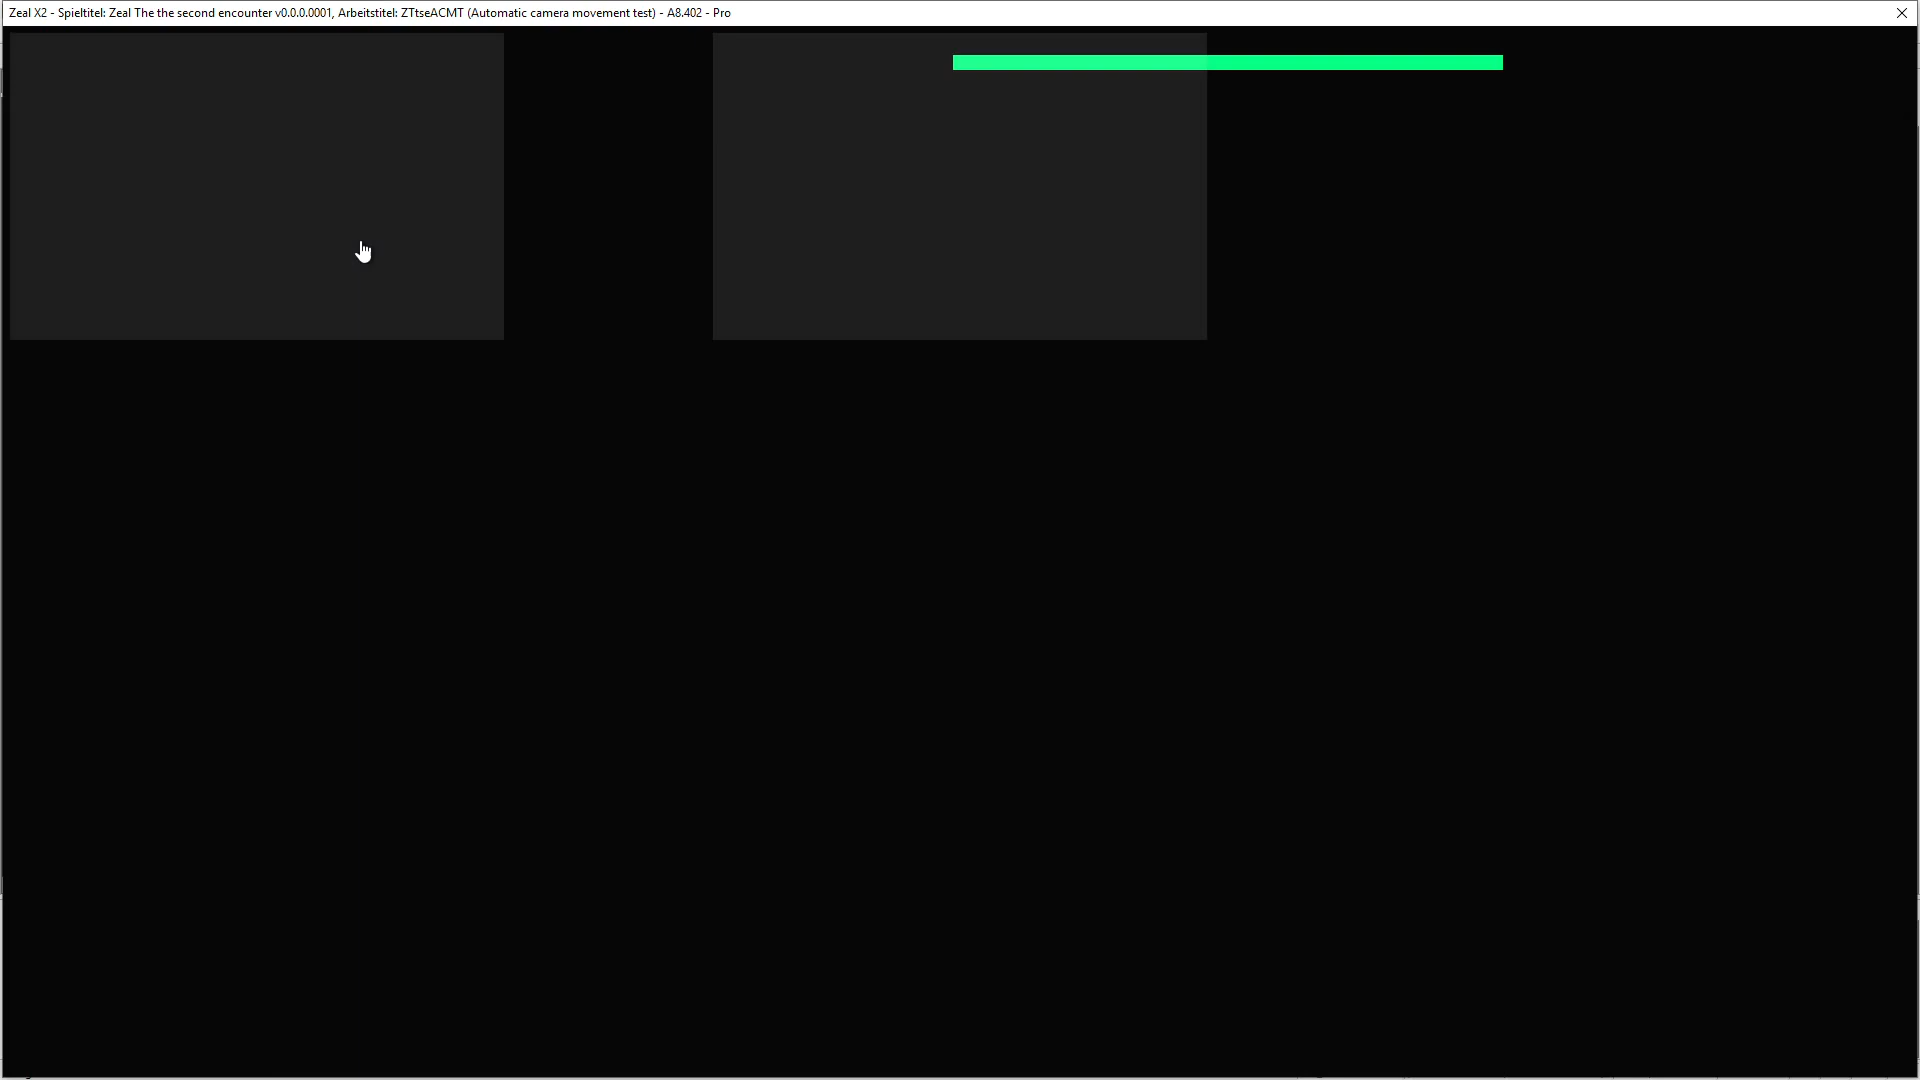 Zeal X2 - Spieltitel: Zeal The the second encounter v0.0.0.0001, Arbeitstitel: ZTtseACMT (Automatic camera movement test) - A8.402 - Pro